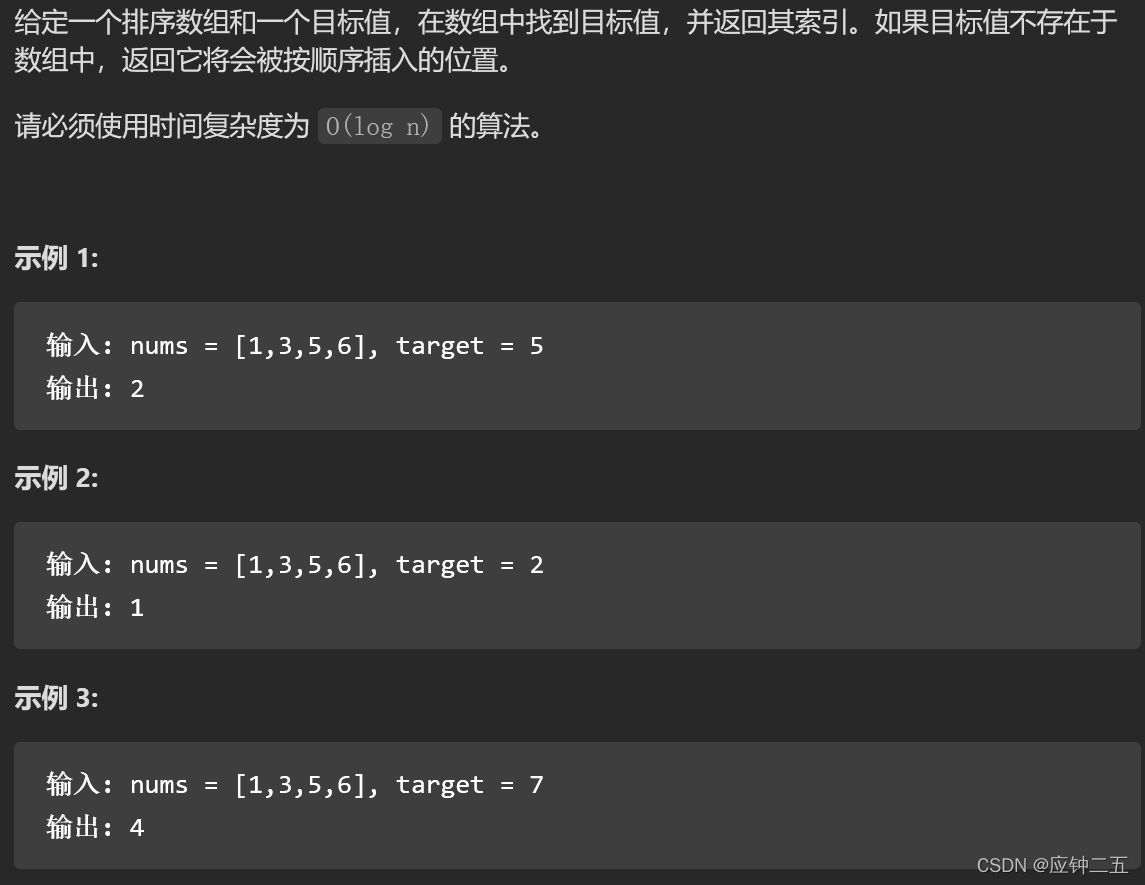 给定一个排序数组和一个目标值，在数组中找到目标值，并返回其索引。如果目标值不存在于
数组中，返回它将会被按顺序插入的位置。
请必须使用时间复杂度为 O(log n) 的算法。
示例 1:
输入: nums = [1,3,5,6], target = 5
输出: 2
示例 2:
输入: nums = [1,3,5,6], target = 2
输出: 1
示例 3:
输入: nums = [1,3,5,6], target = 7
输出: 4
CSDN @应钟二五